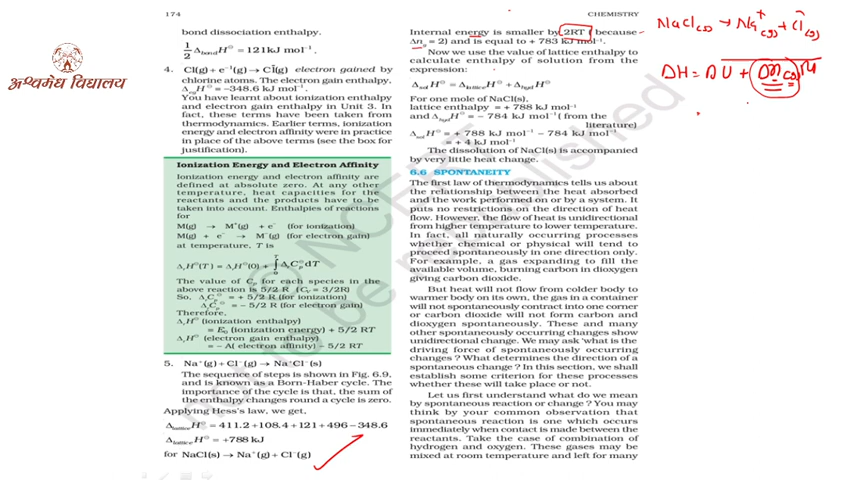 174
CHEMISTRY
अश्वमेध विद्यालय
bond dissociation enthalpy.
1/2 Δ_bond H⊖ = 121 kJ mol⁻¹.
4. Cl(g) + e⁻¹(g) → Cl̄(g) electron gained by
chlorine atoms. The electron gain enthalpy,
Δ_eg H⊖ = –348.6 kJ mol⁻¹.
You have learnt about ionization enthalpy
and electron gain enthalpy in Unit 3. In
fact, these terms have been taken from
thermodynamics. Earlier terms, ionization
energy and electron affinity were in practice
in place of the above terms (see the box for
justification).
Ionization Energy and Electron Affinity
Ionization energy and electron affinity are
defined at absolute zero. At any other
temperature, heat capacities for the
reactants and the products have to be
taken into account. Enthalpies of reactions
for
M(g) → M⁺(g) + e⁻ (for ionization)
M(g) + e⁻ → M⁻(g) (for electron gain)
at temperature, T is
Δ_r H⊖(T) = Δ_r H⊖(0) + ∫₀ᵀ Δ_r C_p⊖ dT
The value of C_p for each species in the
above reaction is 5/2 R (C_v = 3/2R)
So, Δ_r C_p⊖ = + 5/2 R (for ionization)
Δ_r C_p⊖ = – 5/2 R (for electron gain)
Therefore,
Δ_r H⊖ (ionization enthalpy)
= E₀ (ionization energy) + 5/2 RT
Δ_r H⊖ (electron gain enthalpy)
= – A( electron affinity) – 5/2 RT
5. Na⁺(g) + Cl⁻(g) → Na⁺Cl⁻(s)
The sequence of steps is shown in Fig. 6.9,
and is known as a Born-Haber cycle. The
importance of the cycle is that, the sum of
the enthalpy changes round a cycle is zero.
Applying Hess's law, we get,
Δ_lattice H⊖ = 411.2 + 108.4 + 121 + 496 – 348.6
Δ_lattice H⊖ = +788 kJ
for NaCl(s) → Na⁺(g) + Cl⁻(g)
Internal energy is smaller by 2RT ( because
Δn_g = 2) and is equal to + 783 kJ mol⁻¹.
Now we use the value of lattice enthalpy to
calculate enthalpy of solution from the
expression:
Δ_sol H⊖ = Δ_lattice H⊖ + Δ_hyd H⊖
For one mole of NaCl(s),
lattice enthalpy = + 788 kJ mol⁻¹
and Δ_hyd H⊖ = – 784 kJ mol⁻¹ ( from the
literature)
Δ_sol H⊖ = + 788 kJ mol⁻¹ – 784 kJ mol⁻¹
= + 4 kJ mol⁻¹
The dissolution of NaCl(s) is accompanied
by very little heat change.
6.6 SPONTANEITY
The first law of thermodynamics tells us about
the relationship between the heat absorbed
and the work performed on or by a system. It
puts no restrictions on the direction of heat
flow. However, the flow of heat is unidirectional
from higher temperature to lower temperature.
In fact, all naturally occurring processes
whether chemical or physical will tend to
proceed spontaneously in one direction only.
For example, a gas expanding to fill the
available volume, burning carbon in dioxygen
giving carbon dioxide.
But heat will not flow from colder body to
warmer body on its own, the gas in a container
will not spontaneously contract into one corner
or carbon dioxide will not form carbon and
dioxygen spontaneously. These and many
other spontaneously occurring changes show
unidirectional change. We may ask 'what is the
driving force of spontaneously occurring
changes ? What determines the direction of a
spontaneous change ? In this section, we shall
establish some criterion for these processes
whether these will take place or not.
Let us first understand what do we mean
by spontaneous reaction or change ? You may
think by your common observation that
spontaneous reaction is one which occurs
immediately when contact is made between the
reactants. Take the case of combination of
hydrogen and oxygen. These gases may be
mixed at room temperature and left for many
NaCl(s) → Na⁺(g) + Cl⁻(g)
ΔH = ΔU +